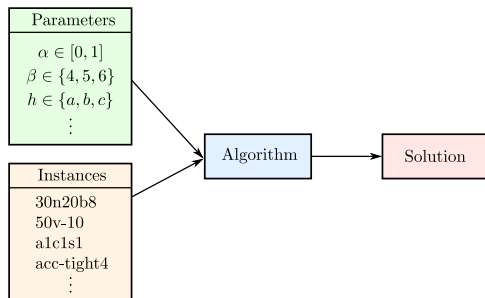 Parameters
α ∈ [0, 1]
β ∈ {4, 5, 6}
h ∈ {a, b, c}
⋮
Instances
30n20b8
50v-10
a1c1s1
acc-tight4
⋮
Algorithm
Solution